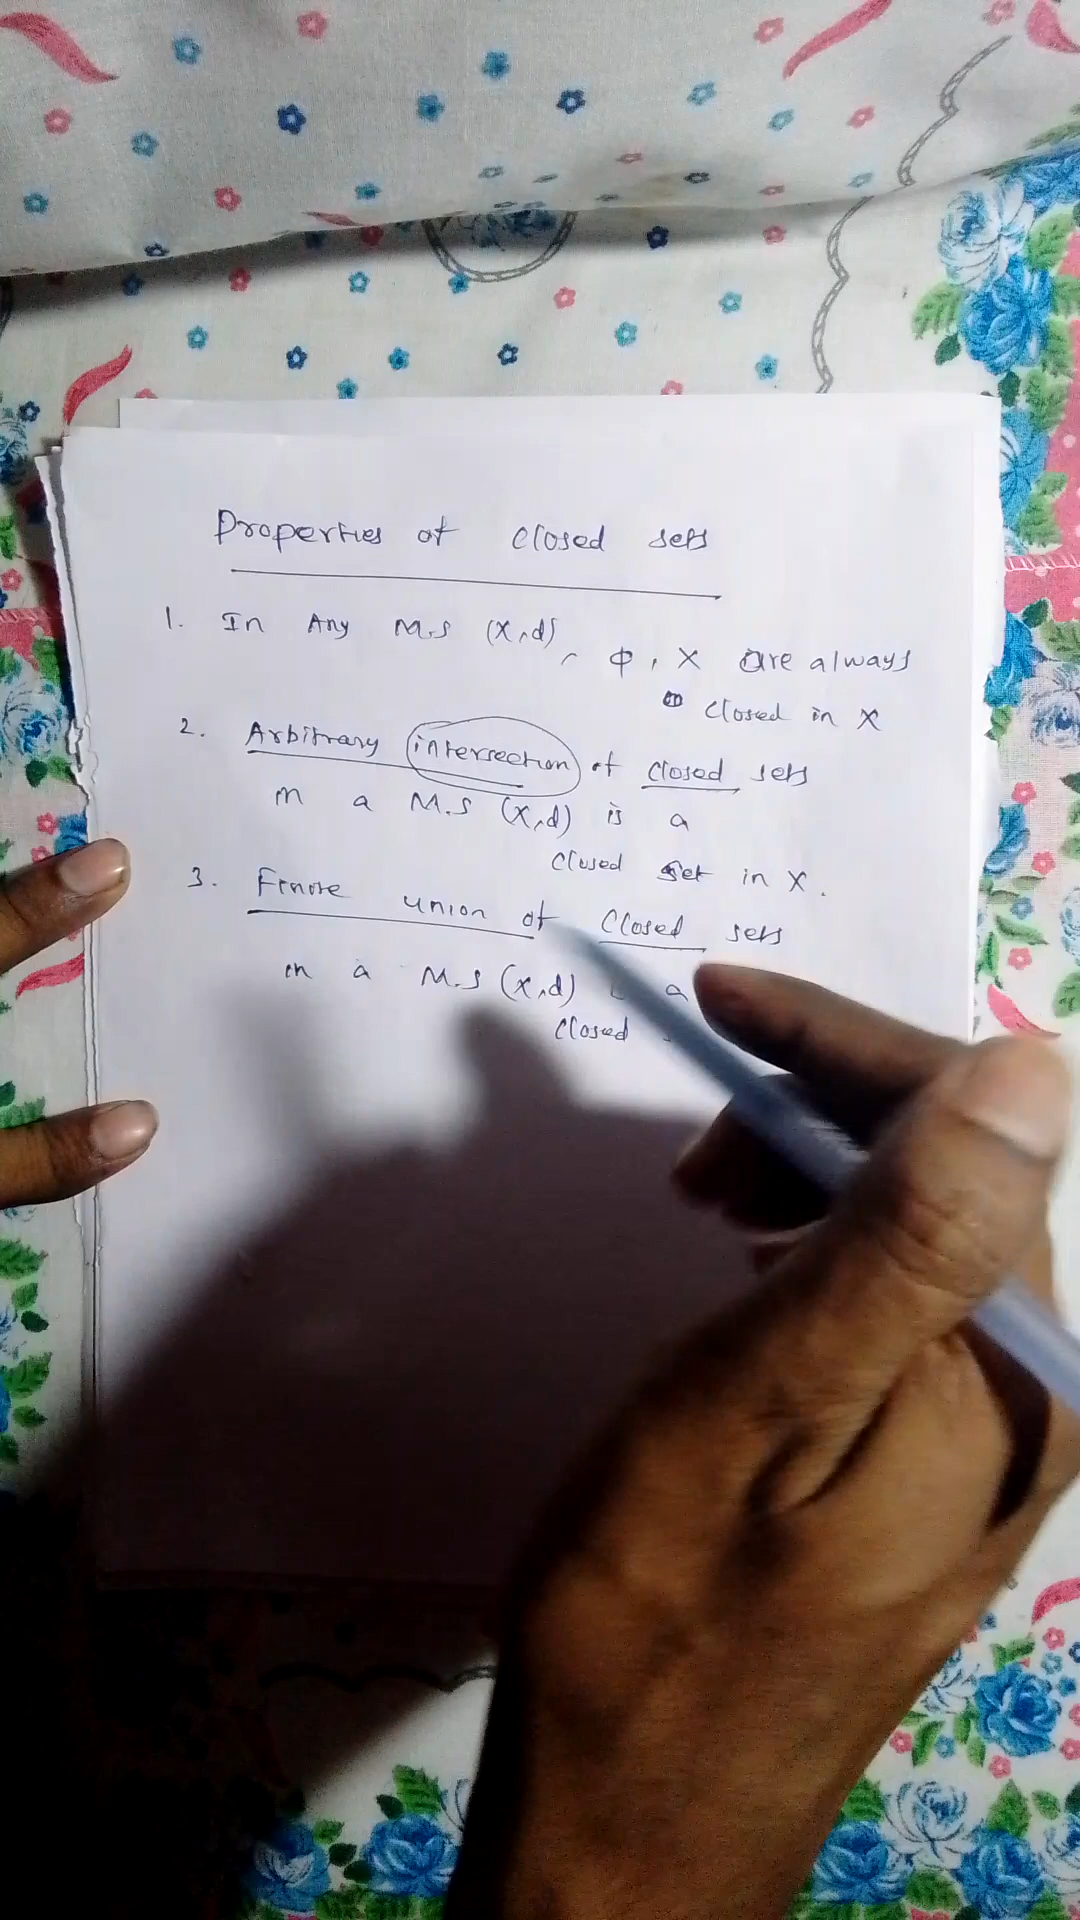 Properties of closed sets
1. In Any M.S (X,d), φ, X are always
closed in X
2. Arbitrary intersection of closed sets
in a M.S (X,d) is a
closed set in X.
3. Finite union of closed sets
in a M.S (X,d) a
closed